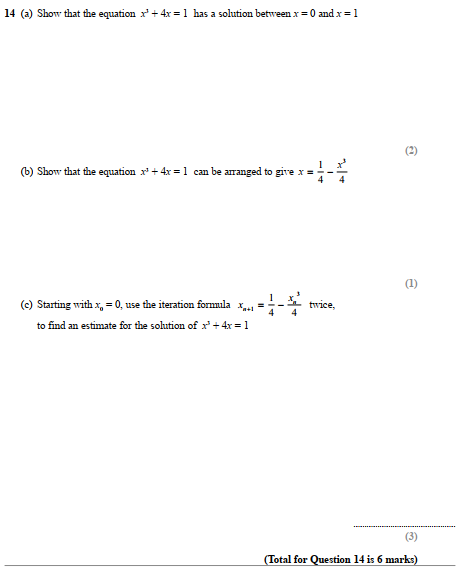 14 (a) Show that the equation x³ + 4x = 1 has a solution between x = 0 and x = 1
(2)
(b) Show that the equation x³ + 4x = 1 can be arranged to give x = 1/4 − x³/4
(1)
(c) Starting with x₀ = 0, use the iteration formula xₙ₊₁ = 1/4 − xₙ³/4 twice,
to find an estimate for the solution of x³ + 4x = 1
(3)
(Total for Question 14 is 6 marks)